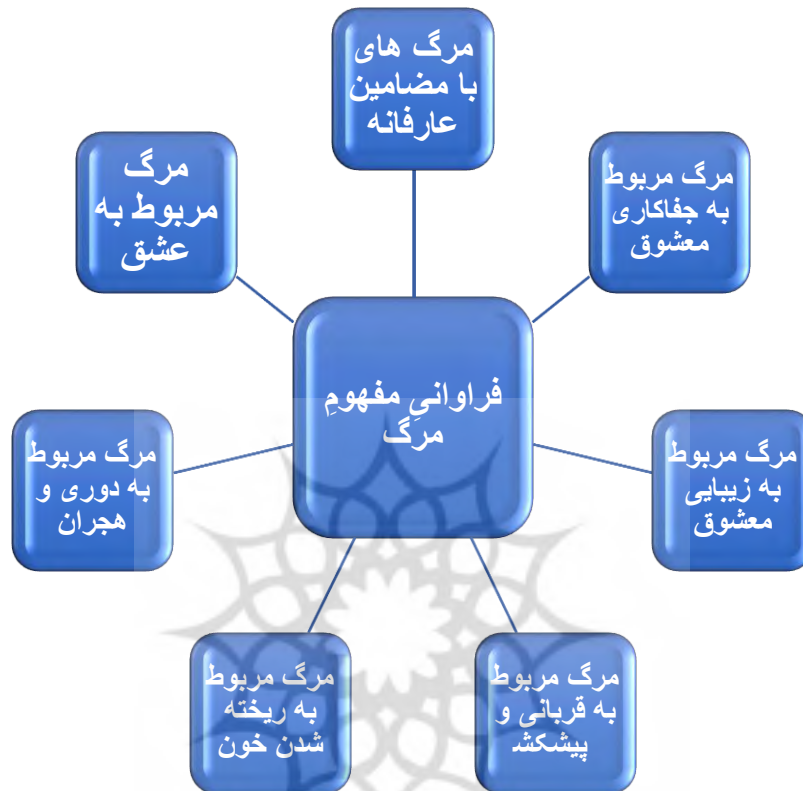 مرگ های
با مضامین
عارفانه
مرگ مربوط
به جفاکاری
معشوق
مرگ مربوط
به زیبایی
معشوق
مرگ مربوط
به قربانی و
پیشکشد
مرگ مربوط
به ریخته
شدن خون
مرگ مربوط
به دوری و
هجران
مرگ
مربوط به
عشق
فراوانیِ مفهومِ
مرگ